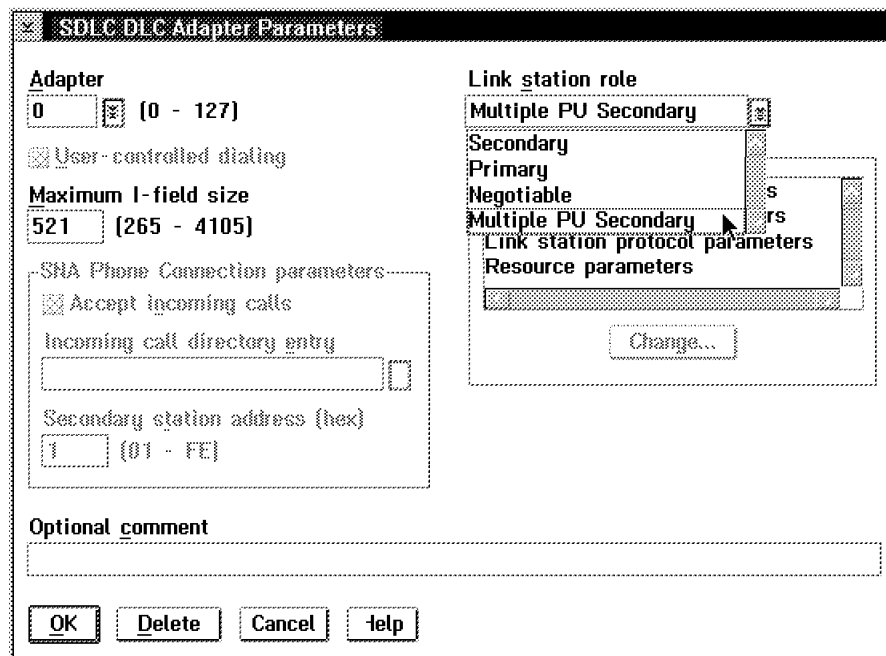 SDLC DLC Adapter Parameters
Adapter
0 (0 - 127)
User-controlled dialing
Maximum I-field size
521 (265 - 4105)
SNA Phone Connection parameters
Accept incoming calls
Incoming call directory entry
Secondary station address (hex)
1 (01 - FE)
Link station role
Multiple PU Secondary
Secondary
Primary
Negotiable
Multiple PU Secondary
Link station protocol parameters
Resource parameters
Change...
Optional comment
OK Delete Cancel Help